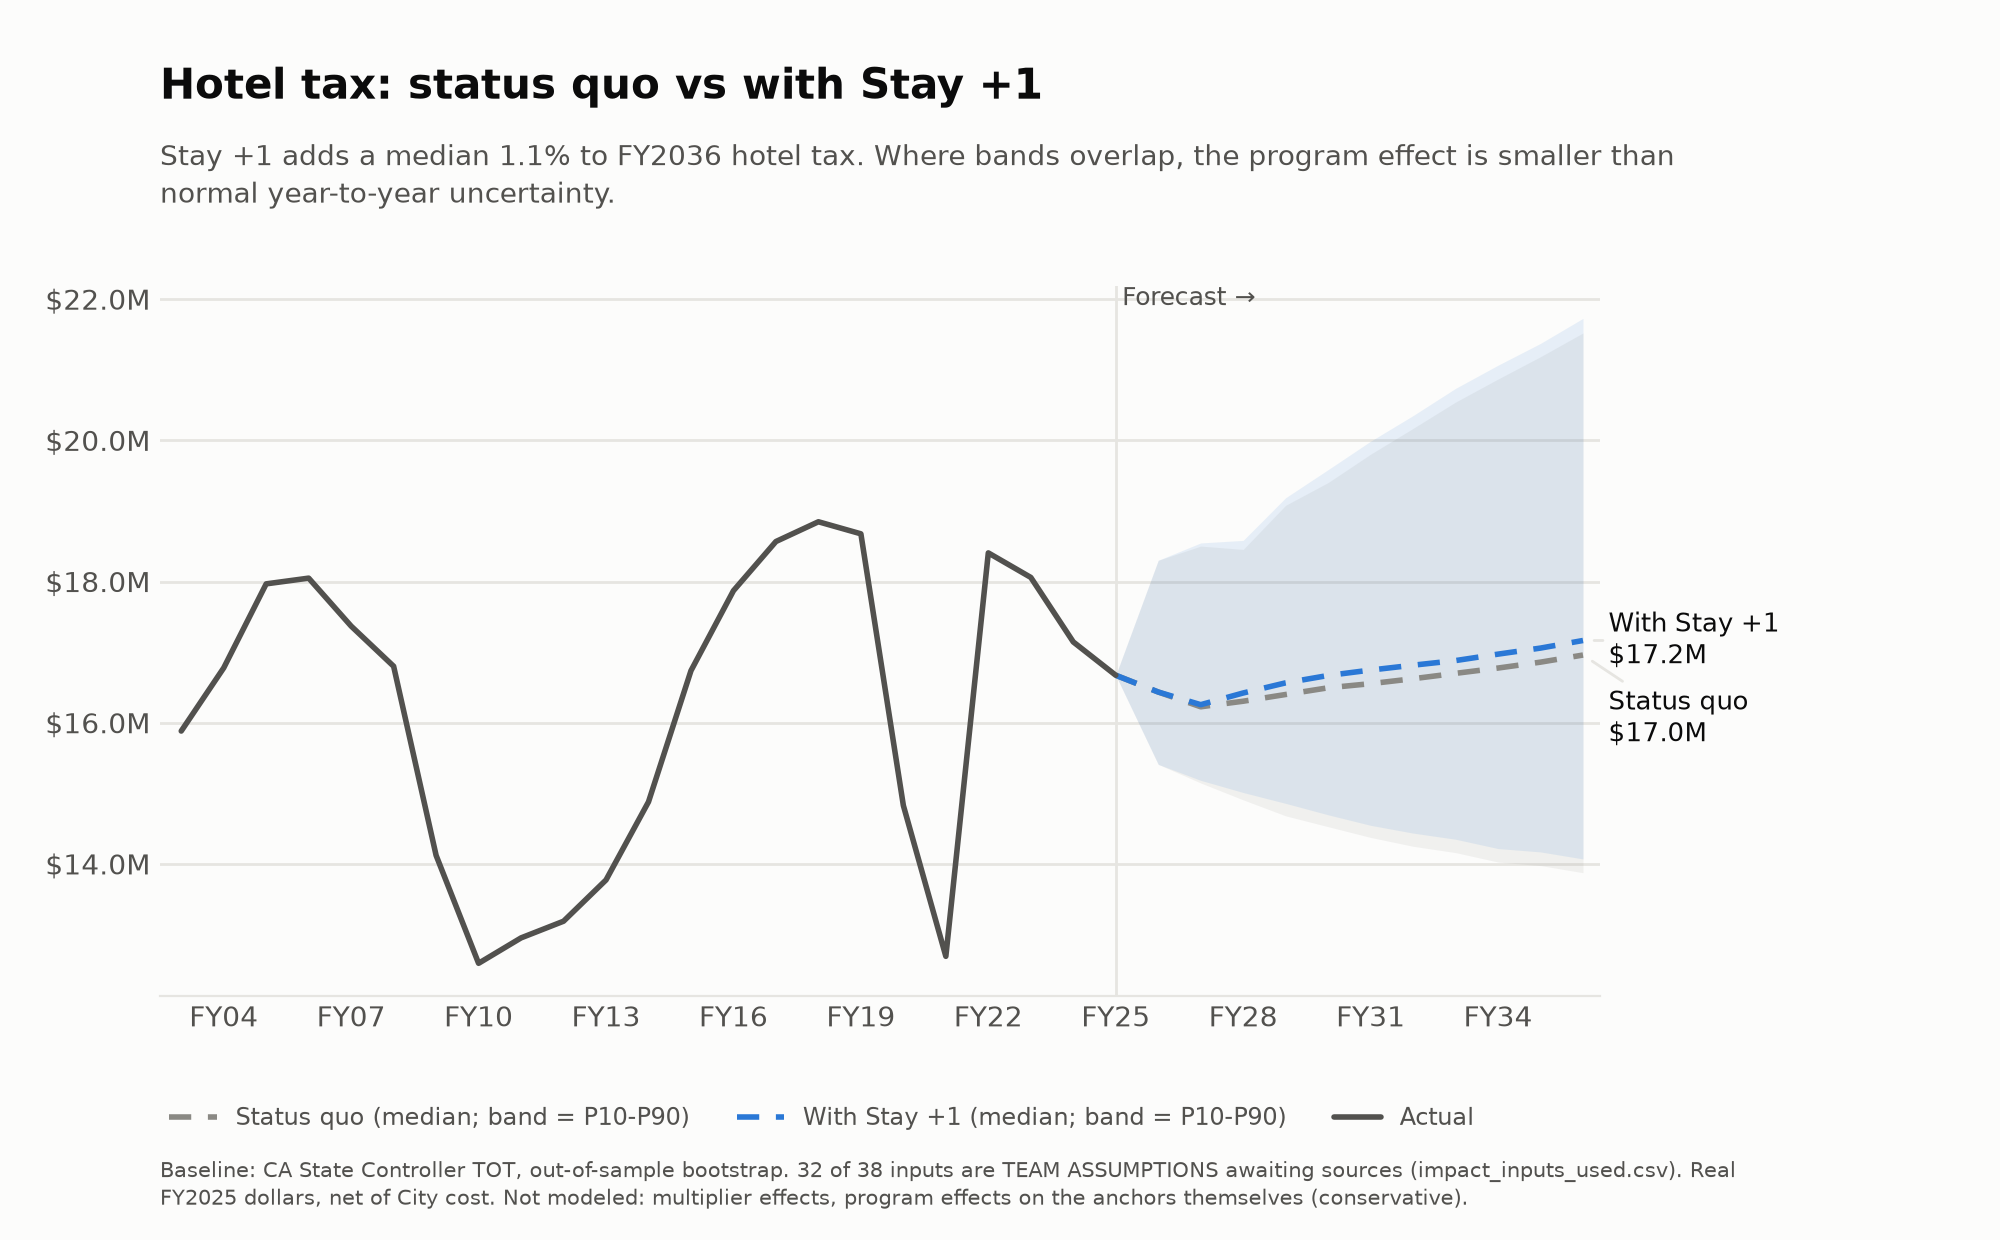 Hotel tax: status quo vs with Stay +1
Stay +1 adds a median 1.1% to FY2036 hotel tax. Where bands overlap, the program effect is smaller than
normal year-to-year uncertainty.
Forecast →
$22.0M
$20.0M
$18.0M
$16.0M
$14.0M
With Stay +1
$17.2M
Status quo
$17.0M
FY04 FY07 FY10 FY13 FY16 FY19 FY22 FY25 FY28 FY31 FY34
Status quo (median; band = P10-P90) With Stay +1 (median; band = P10-P90) Actual
Baseline: CA State Controller TOT, out-of-sample bootstrap. 32 of 38 inputs are TEAM ASSUMPTIONS awaiting sources (impact_inputs_used.csv). Real
FY2025 dollars, net of City cost. Not modeled: multiplier effects, program effects on the anchors themselves (conservative).